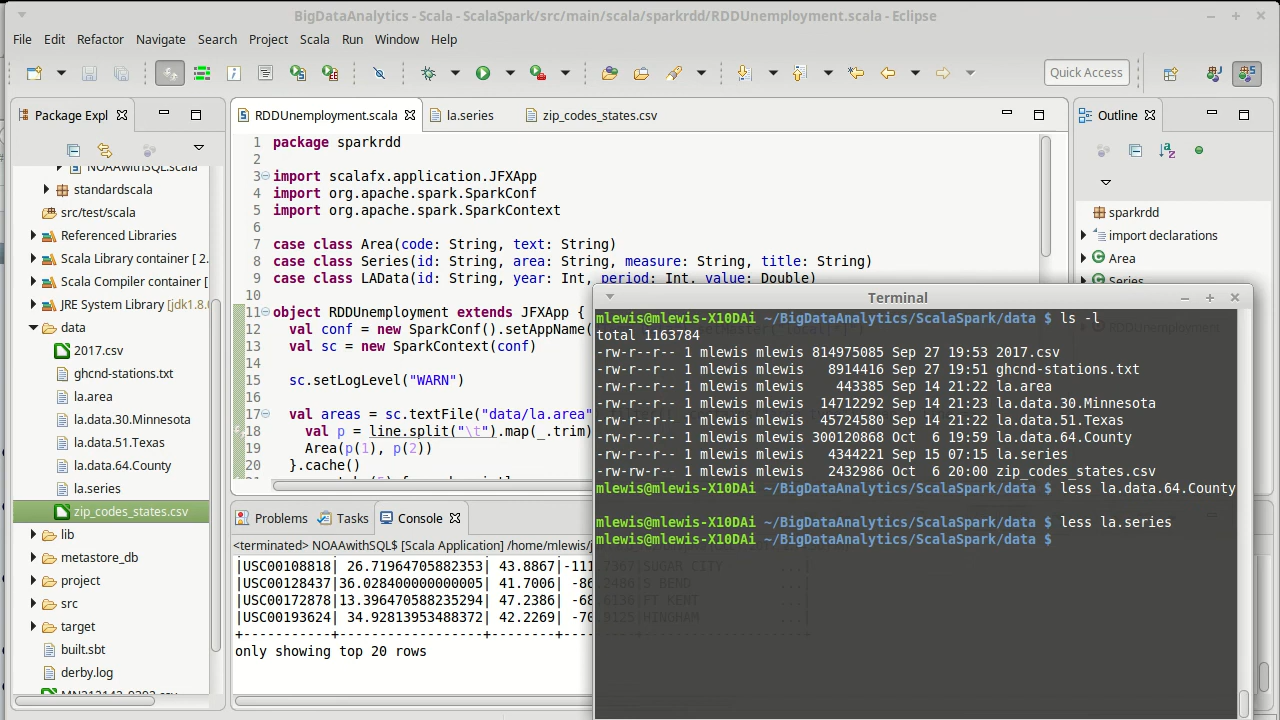 BigDataAnalytics - Scala - ScalaSpark/src/main/scala/sparkrdd/RDDUnemployment.scala - Eclipse
File Edit Refactor Navigate Search Project Scala Run Window Help
Quick Access
Package Expl
NOAAwithSQL.scala
standardscala
src/test/scala
Referenced Libraries
Scala Library container [ 2.
Scala Compiler container [
JRE System Library [jdk1.8.
data
2017.csv
ghcnd-stations.txt
la.area
la.data.30.Minnesota
la.data.51.Texas
la.data.64.County
la.series
zip_codes_states.csv
lib
metastore_db
project
src
target
built.sbt
derby.log
RDDUnemployment.scala la.series zip_codes_states.csv
1 package sparkrdd
2
3 import scalafx.application.JFXApp
4 import org.apache.spark.SparkConf
5 import org.apache.spark.SparkContext
6
7 case class Area(code: String, text: String)
8 case class Series(id: String, area: String, measure: String, title: String)
9 case class LAData(id: String, year: Int, period: Int, value: Double)
10
11 object RDDUnemployment extends JFXApp {
12 val conf = new SparkConf().setAppName(
13 val sc = new SparkContext(conf)
14
15 sc.setLogLevel("WARN")
16
17 val areas = sc.textFile("data/la.area"
18 val p = line.split("\t").map(_.trim)
19 Area(p(1), p(2))
20 }.cache()
Outline
sparkrdd
import declarations
Area
Series
Problems Tasks Console
<terminated> NOAAwithSQL$ [Scala Application] /home/mlewis/j
|USC00108818| 26.71964705882353| 43.8867|-11
|USC00128437|36.028400000000005| 41.7006| -86
|USC00172878|13.396470588235294| 47.2386| -68
|USC00193624| 34.92813953488372| 42.2269| -70
+-----------+------------------+--------+--
only showing top 20 rows
Terminal
mlewis@mlewis-X10DAi ~/BigDataAnalytics/ScalaSpark/data $ ls -l
total 1163784
-rw-r--r-- 1 mlewis mlewis 814975085 Sep 27 19:53 2017.csv
-rw-r--r-- 1 mlewis mlewis 8914416 Sep 27 19:51 ghcnd-stations.txt
-rw-r--r-- 1 mlewis mlewis 443385 Sep 14 21:22 la.area
-rw-r--r-- 1 mlewis mlewis 14712292 Sep 14 21:23 la.data.30.Minnesota
-rw-r--r-- 1 mlewis mlewis 45724580 Sep 14 21:22 la.data.51.Texas
-rw-r--r-- 1 mlewis mlewis 300120868 Oct 6 19:59 la.data.64.County
-rw-r--r-- 1 mlewis mlewis 4344221 Sep 15 07:15 la.series
-rw-rw-r-- 1 mlewis mlewis 2432986 Oct 6 20:00 zip_codes_states.csv
mlewis@mlewis-X10DAi ~/BigDataAnalytics/ScalaSpark/data $ less la.data.64.County
mlewis@mlewis-X10DAi ~/BigDataAnalytics/ScalaSpark/data $ less la.series
mlewis@mlewis-X10DAi ~/BigDataAnalytics/ScalaSpark/data $